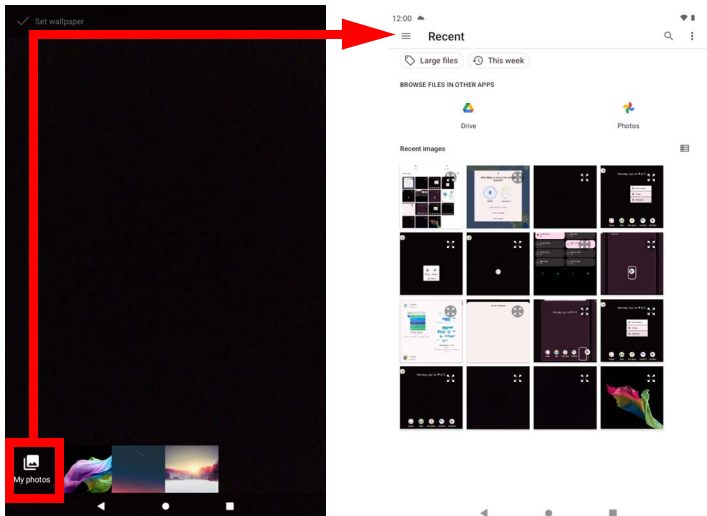 Set wallpaper
My photos
12:00
Recent
Large files
This week
BROWSE FILES IN OTHER APPS
Drive
Photos
Recent images